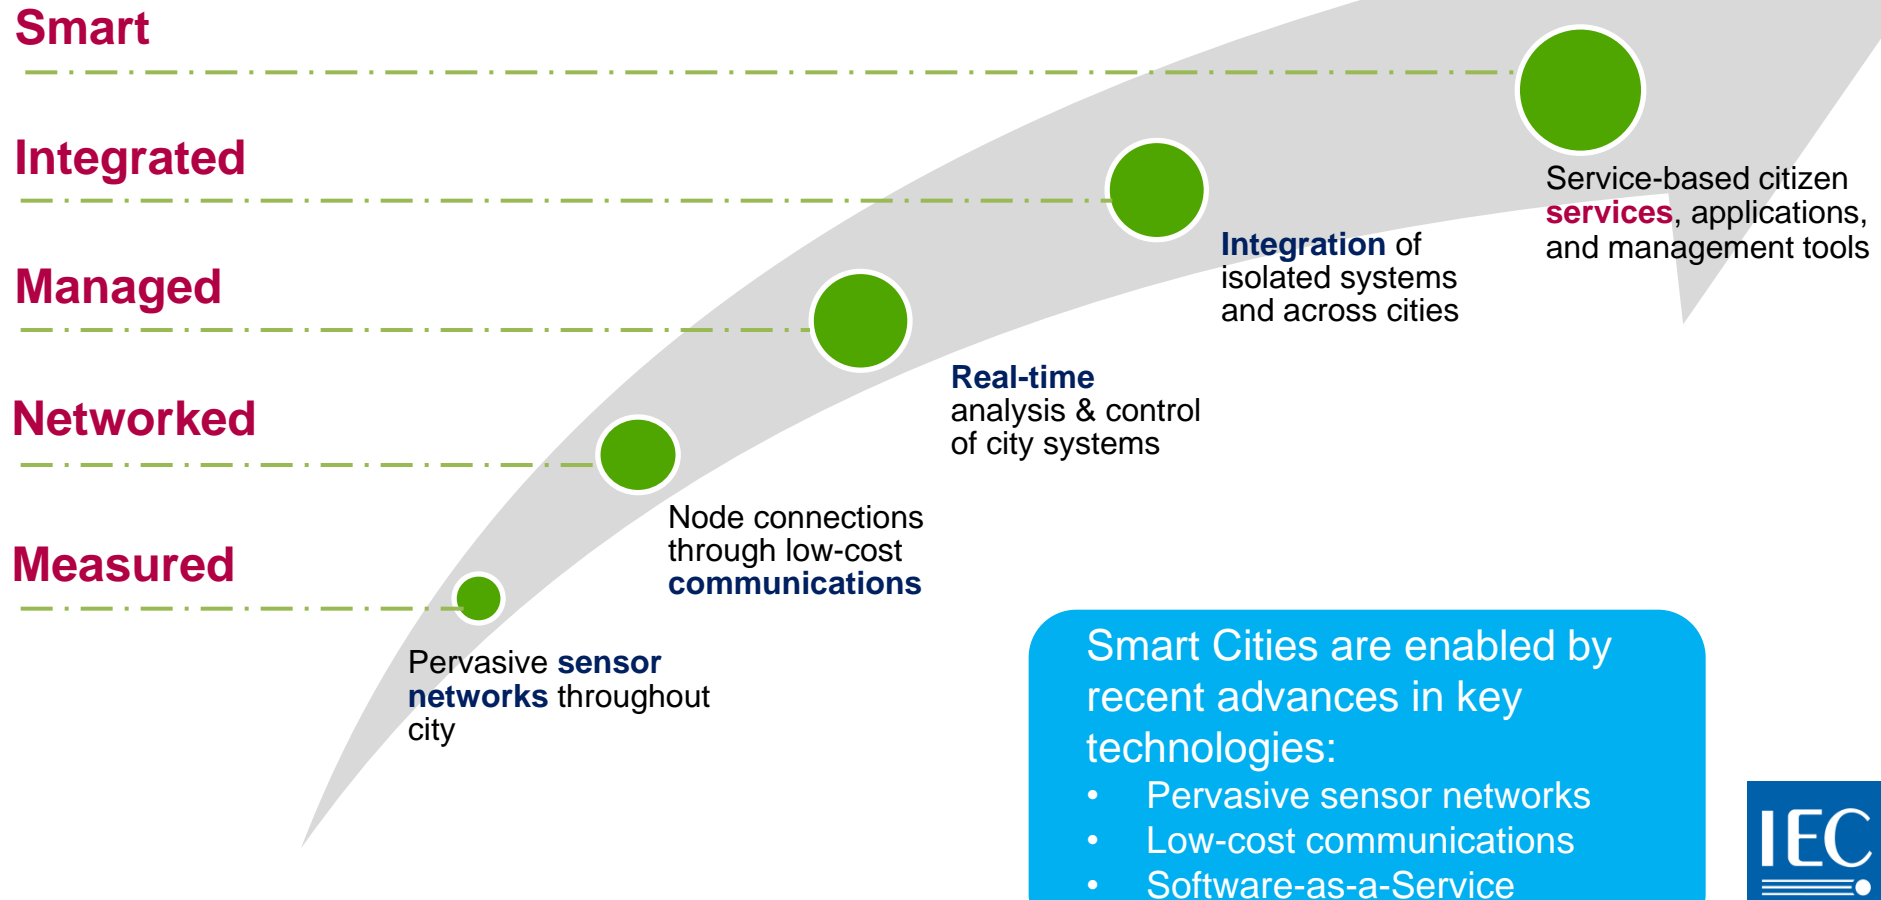 Smart
Integrated
Managed
Networked
Measured
Service-based citizen
services, applications,
and management tools
Integration of
isolated systems
and across cities
Real-time
analysis & control
of city systems
Node connections
through low-cost
communications
Pervasive sensor
networks throughout
city
Smart Cities are enabled by
recent advances in key
technologies:
• Pervasive sensor networks
• Low-cost communications
• Software-as-a-Service
IEC